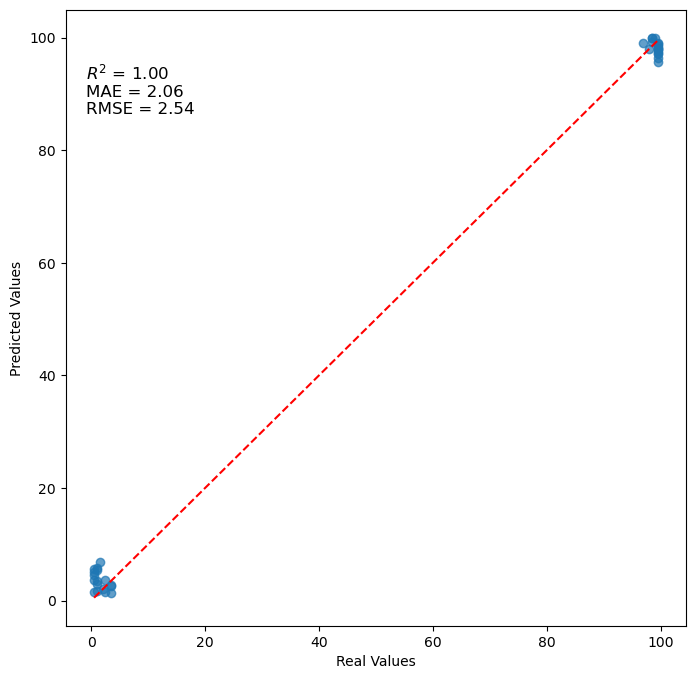 100
80
60
40
20
0
Predicted Values
R² = 1.00
MAE = 2.06
RMSE = 2.54
0 20 40 60 80 100
Real Values